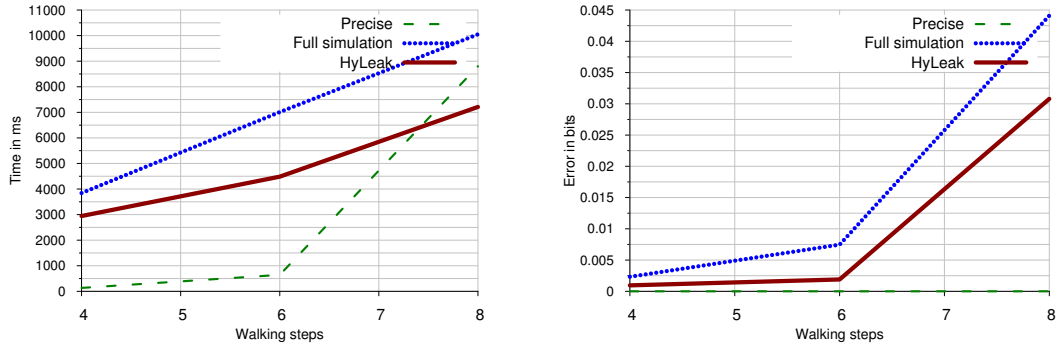 11000
10000
9000
8000
7000
6000
5000
4000
3000
2000
1000
0
Time in ms
Precise
Full simulation
HyLeak
4 5 6 7 8
Walking steps
0.045
0.04
0.035
0.03
0.025
0.02
0.015
0.01
0.005
0
Error in bits
Precise
Full simulation
HyLeak
4 5 6 7 8
Walking steps